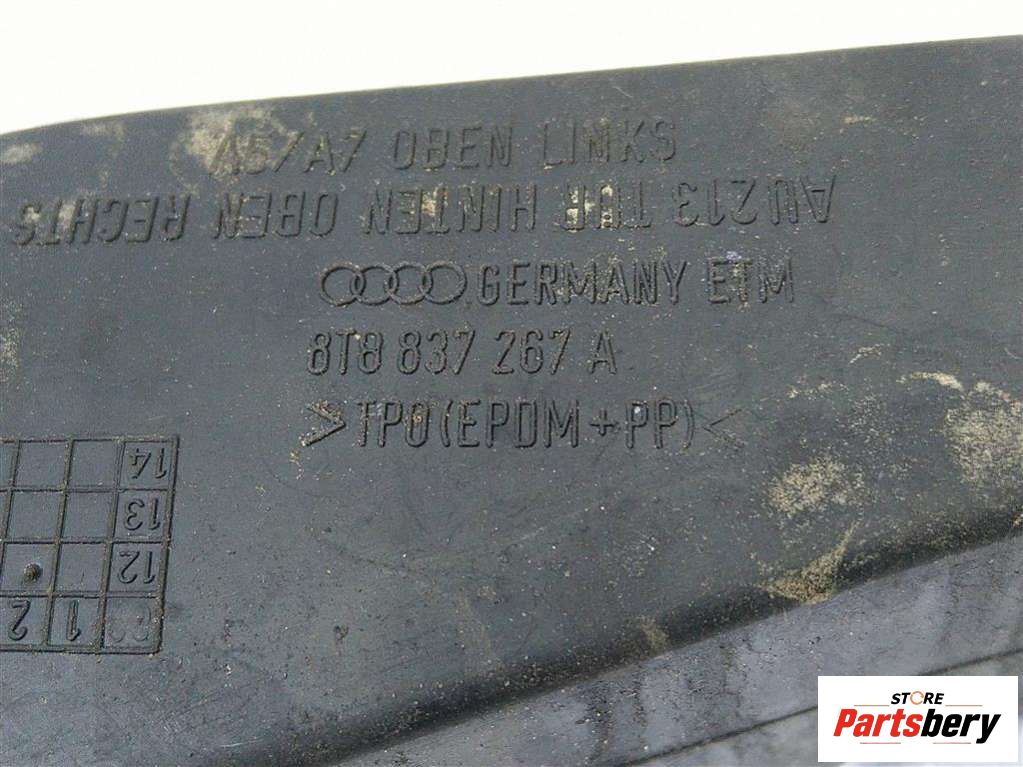 A5/A7 OBEN LINKS
AU213 TÜR HINTEN OBEN RECHTS
GERMANY ETM
8T8 837 267 A
>TPO(EPDM+PP)<
14
13
12
1 2
STORE
Partsbery